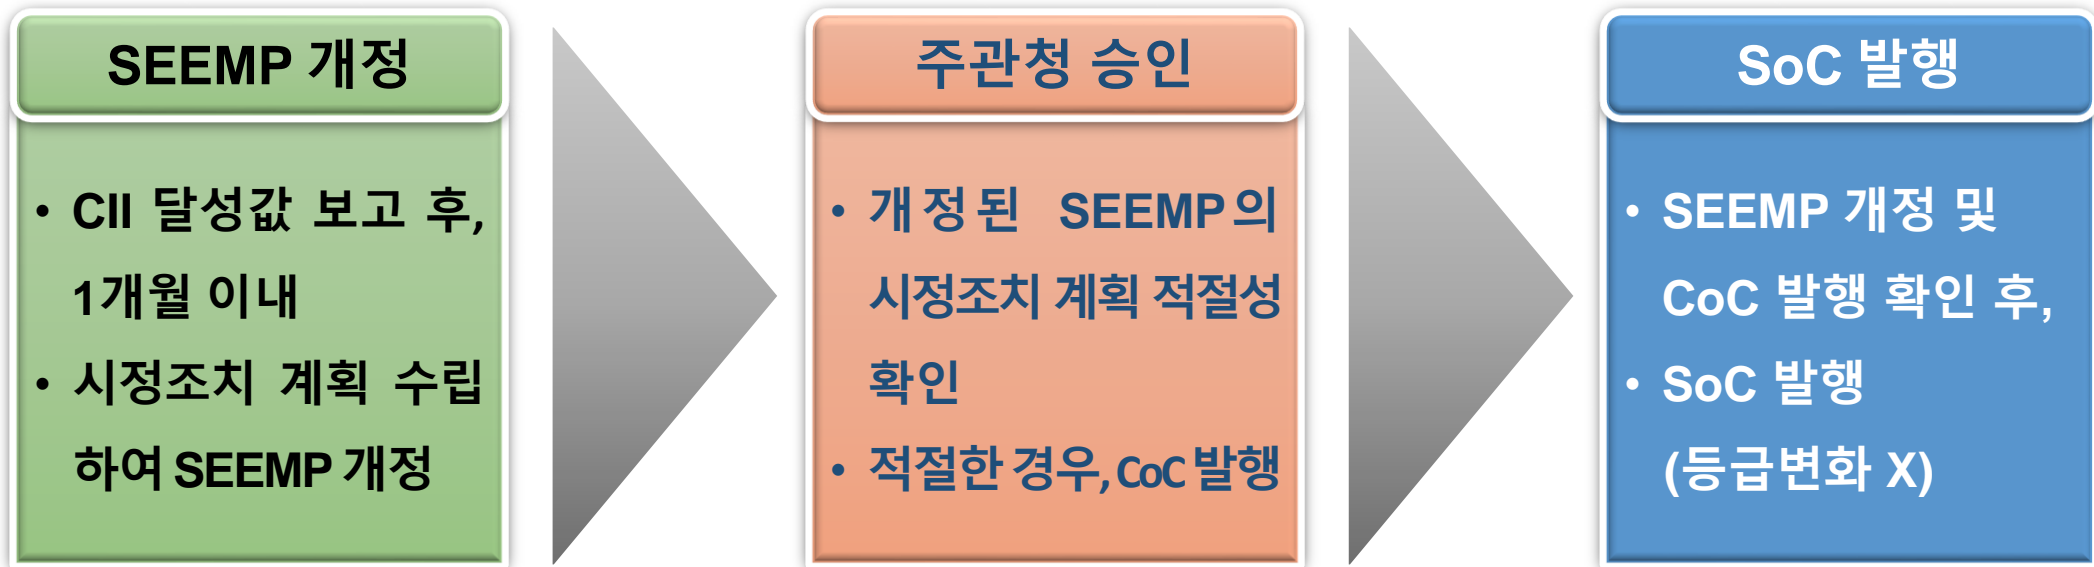 SEEMP 개정
• CII 달성값 보고 후,
1개월 이내
• 시정조치 계획 수립
하여 SEEMP 개정
주관청 승인
• 개정된 SEEMP의
시정조치 계획 적절성
확인
• 적절한 경우, CoC 발행
SoC 발행
• SEEMP 개정 및
CoC 발행 확인 후,
• SoC 발행
(등급변화 X)